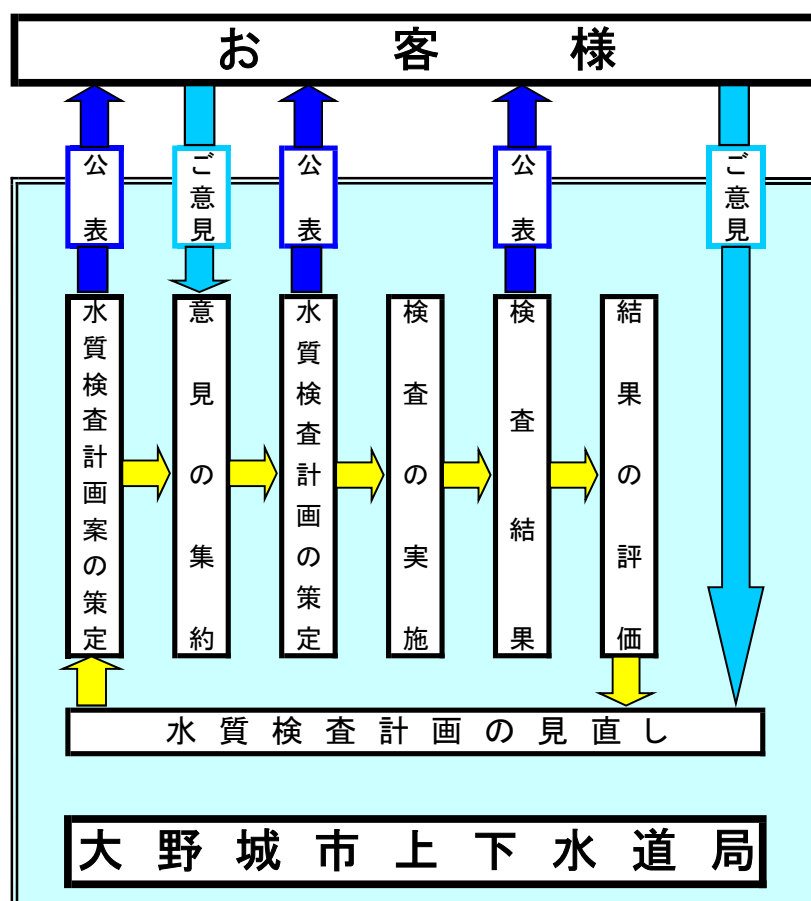 お客様
公表
ご意見
公表
公表
ご意見
水質検査計画案の策定
意見の集約
水質検査計画の策定
検査の実施
検査結果
結果の評価
水質検査計画の見直し
大野城市上下水道局